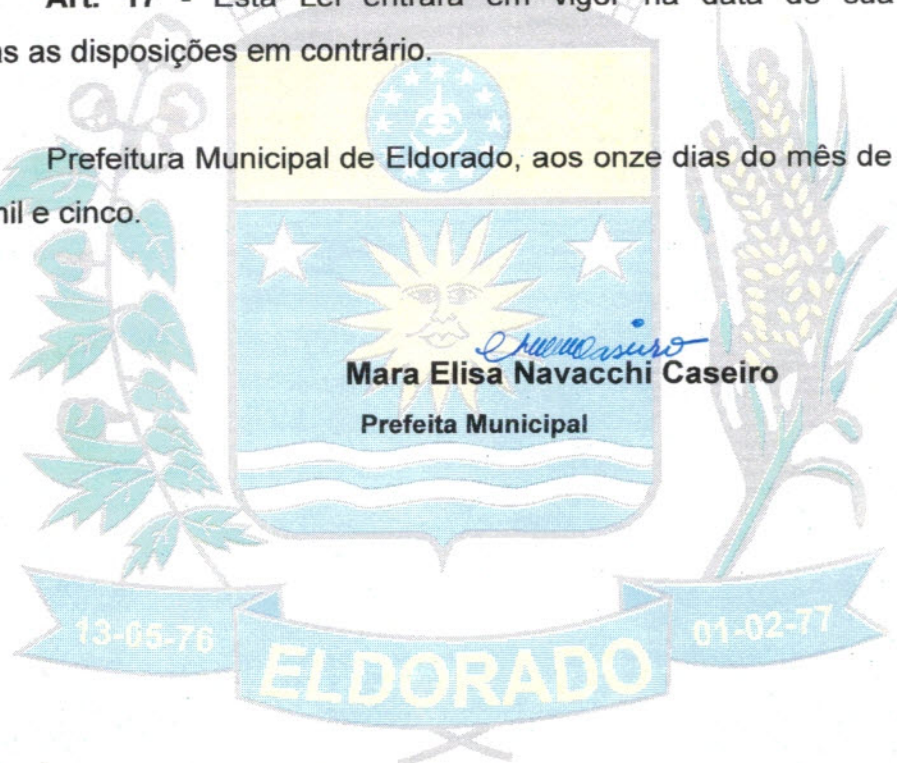 Art. 17 - Esta Lei entrará em vigor na data de sua
as disposições em contrário.
Prefeitura Municipal de Eldorado, aos onze dias do mês de
mil e cinco.
Mara Elisa Navacchi Caseiro
Prefeita Municipal
13-05-76
ELDORADO
01-02-77